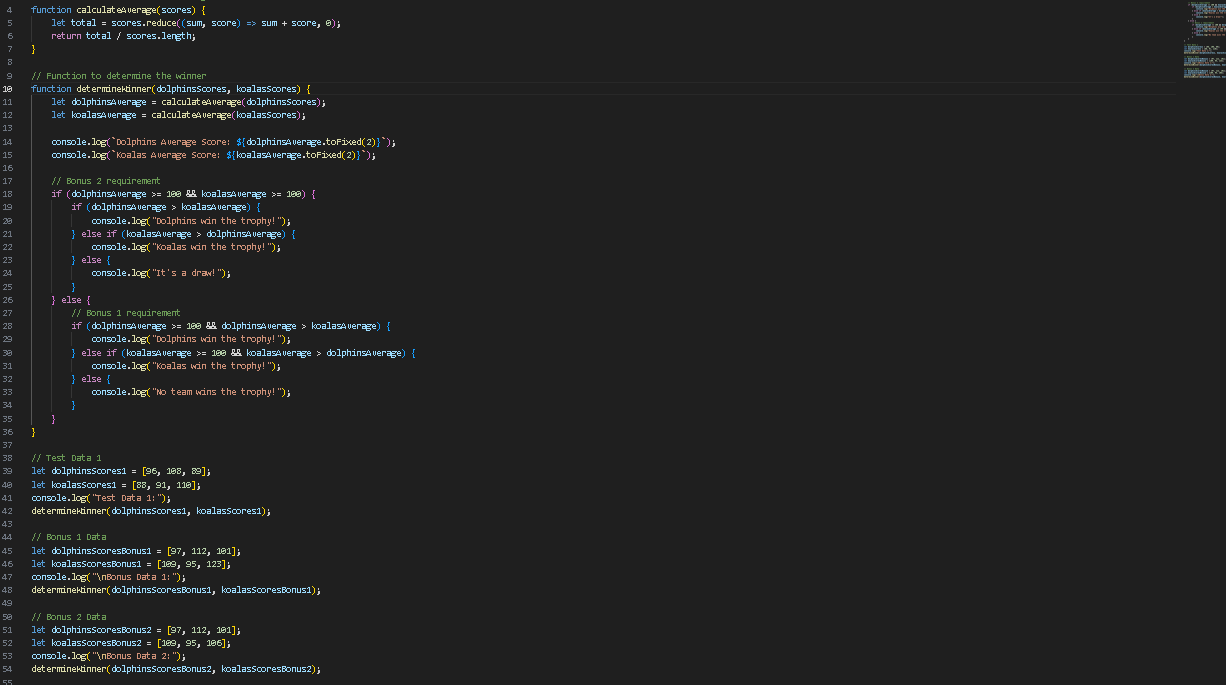 4 function calculateAverage(scores) {
5 let total = scores.reduce((sum, score) => sum + score, 0);
6 return total / scores.length;
7 }
8
9 // Function to determine the winner
10 function determineWinner(dolphinsScores, koalasScores) {
11 let dolphinsAverage = calculateAverage(dolphinsScores);
12 let koalasAverage = calculateAverage(koalasScores);
13
14 console.log(`Dolphins Average Score: ${dolphinsAverage.toFixed(2)}`);
15 console.log(`Koalas Average Score: ${koalasAverage.toFixed(2)}`);
16
17 // Bonus 2 requirement
18 if (dolphinsAverage >= 100 && koalasAverage >= 100) {
19 if (dolphinsAverage > koalasAverage) {
20 console.log("Dolphins win the trophy!");
21 } else if (koalasAverage > dolphinsAverage) {
22 console.log("Koalas win the trophy!");
23 } else {
24 console.log("It's a draw!");
25 }
26 } else {
27 // Bonus 1 requirement
28 if (dolphinsAverage >= 100 && dolphinsAverage > koalasAverage) {
29 console.log("Dolphins win the trophy!");
30 } else if (koalasAverage >= 100 && koalasAverage > dolphinsAverage) {
31 console.log("Koalas win the trophy!");
32 } else {
33 console.log("No team wins the trophy!");
34 }
35 }
36 }
37
38 // Test Data 1
39 let dolphinsScores1 = [96, 108, 89];
40 let koalasScores1 = [88, 91, 110];
41 console.log("Test Data 1:");
42 determineWinner(dolphinsScores1, koalasScores1);
43
44 // Bonus 1 Data
45 let dolphinsScoresBonus1 = [97, 112, 101];
46 let koalasScoresBonus1 = [109, 95, 123];
47 console.log("\nBonus Data 1:");
48 determineWinner(dolphinsScoresBonus1, koalasScoresBonus1);
49
50 // Bonus 2 Data
51 let dolphinsScoresBonus2 = [97, 112, 101];
52 let koalasScoresBonus2 = [109, 95, 106];
53 console.log("\nBonus Data 2:");
54 determineWinner(dolphinsScoresBonus2, koalasScoresBonus2);
55